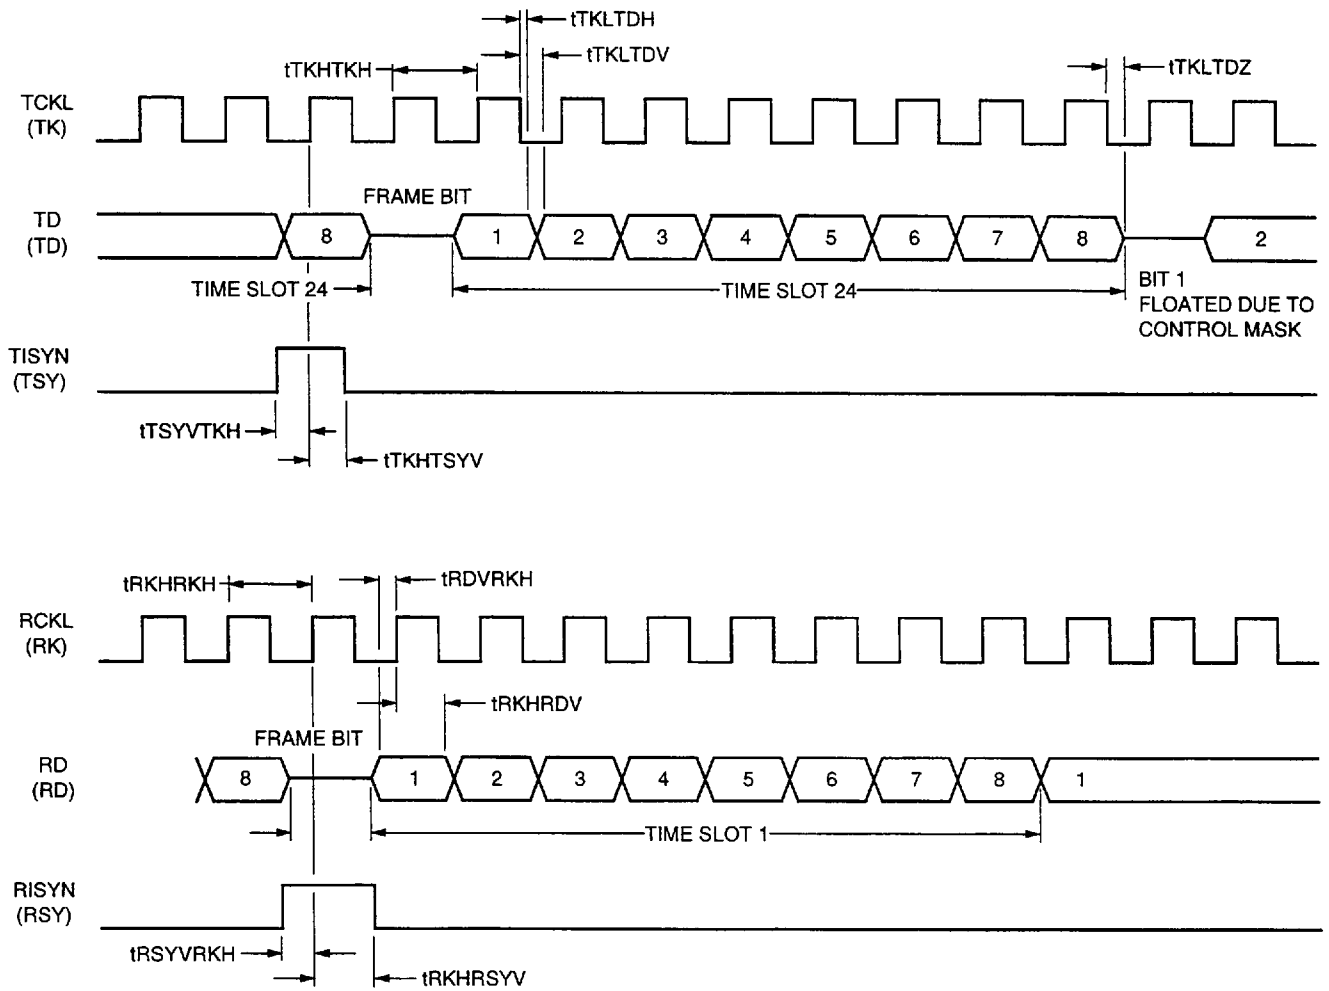 tTKLTDH
tTKLTDV
tTKHTKH
tTKLTDZ
TCKL
(TK)
FRAME BIT
TD
(TD)
8 1 2 3 4 5 6 7 8 2
TIME SLOT 24
TIME SLOT 24
BIT 1
FLOATED DUE TO
CONTROL MASK
TISYN
(TSY)
tTSYVTKH
tTKHTSYV
tRKHRKH
tRDVRKH
RCKL
(RK)
tRKHRDV
FRAME BIT
RD
(RD)
8 1 2 3 4 5 6 7 8 1
TIME SLOT 1
RISYN
(RSY)
tRSYVRKH
tRKHRSYV